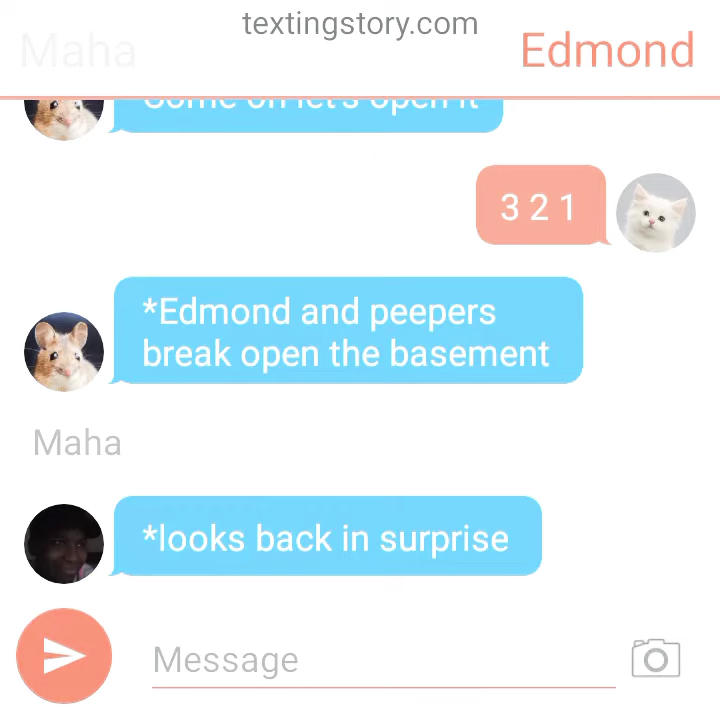 textingstory.com
Maha
Edmond
Come on let's open it
3 2 1
*Edmond and peepers
break open the basement
Maha
*looks back in surprise
Message